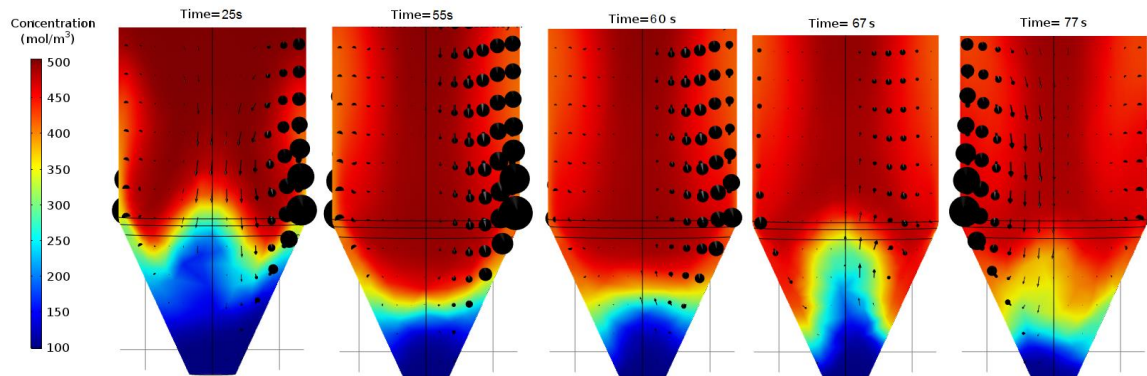 Concentration
(mol/m³)
500
450
400
350
300
250
200
150
100
Time=25s
Time=55s
Time=60 s
Time= 67 s
Time= 77 s